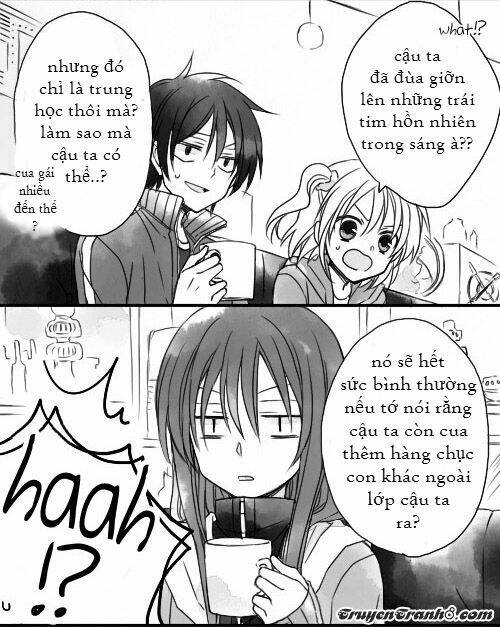 what!?
cậu ta
đã đùa giỡn
lên những trái
tim hồn nhiên
trong sáng à??
nhưng đó
chỉ là trung
học thôi mà?
làm sao mà
cậu ta có
thể..?
cua gái
nhiều
đến thế
?
nó sẽ hết
sức bình thường
nếu tớ nói rằng
cậu ta còn cua
thêm hàng chục
con khác ngoài
lớp cậu ta
ra?
haah
!?
TruyenTranh8.com